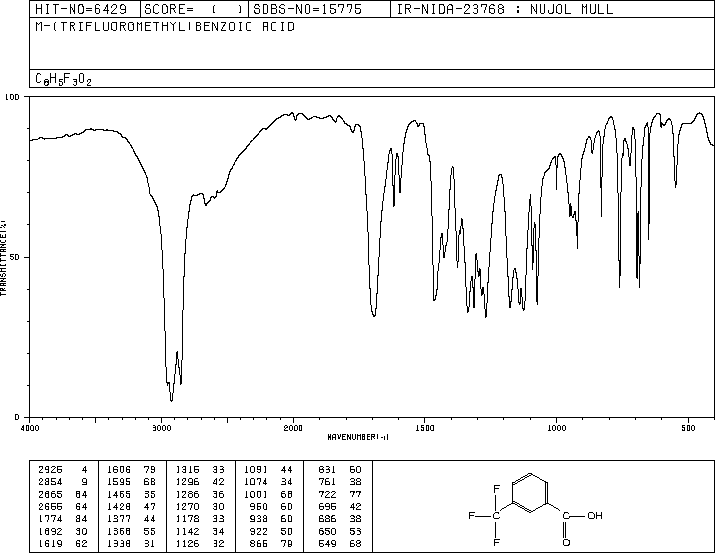 HIT-NO=6429 SCORE= ( ) SDBS-NO=15775 IR-NIDA-23768 : NUJOL MULL
M-(TRIFLUOROMETHYL)BENZOIC ACID
C8H5F3O2
100
50
0
TRANSMITTANCE(%)
4000 3000 2000 1500 1000 500
WAVENUMBER(-1)
2925 4 1606 79 1316 33 1091 44 831 60
2854 9 1595 68 1296 42 1074 34 761 38
2665 64 1465 35 1286 36 1001 68 722 77
2655 64 1428 47 1270 30 950 60 695 42
1774 84 1377 44 1178 33 938 60 686 38
1692 30 1368 55 1142 34 922 50 650 53
1619 62 1338 31 1126 32 866 79 549 68
F
F C C OH
F O